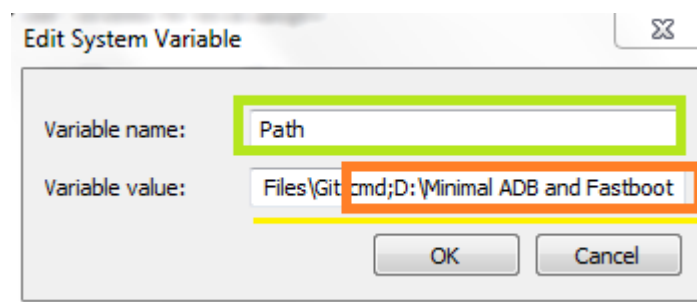 Edit System Variable
Variable name: Path
Variable value: Files\Git\cmd;D:\Minimal ADB and Fastboot
OK Cancel